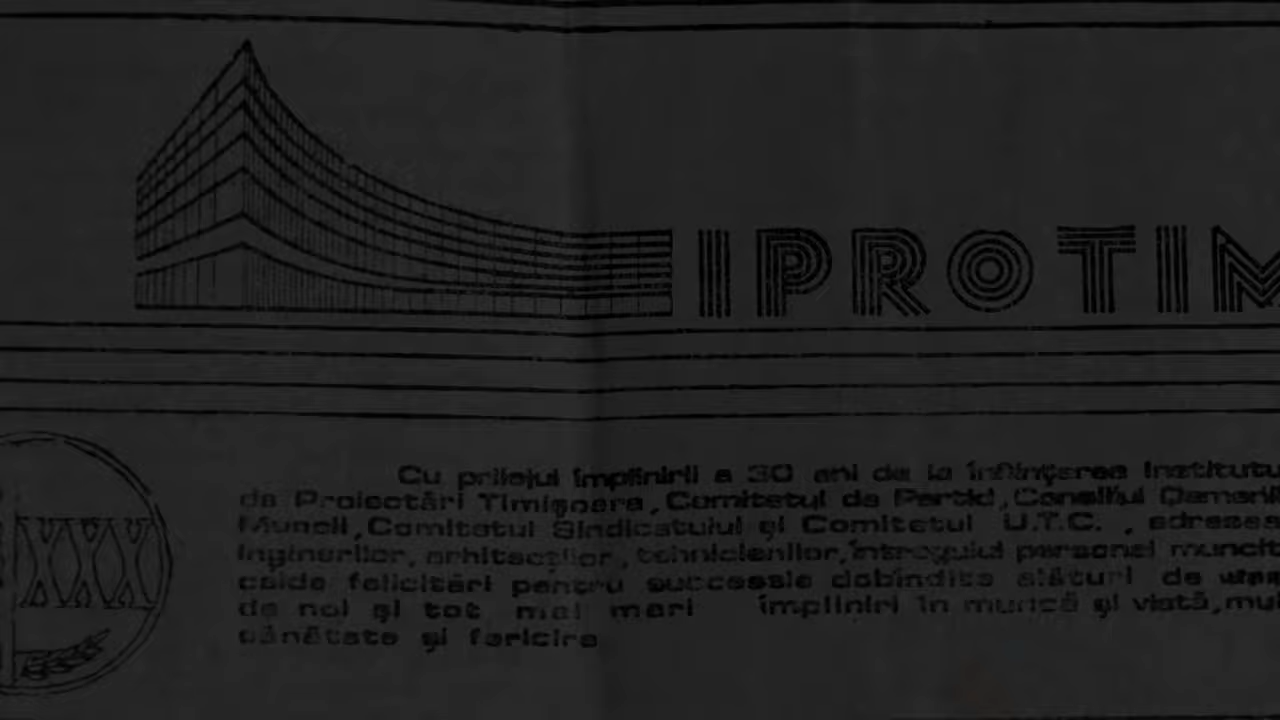 IPROTIM
XXX
Cu prilejul împlinirii a 30 ani de la înființarea Institutu
de Proiectări Timișoara, Comitetul de Partid, Consiliul Oameni
Muncii, Comitetul Sindicatului și Comitetul U.T.C., adresea
inginerilor, arhitecților, tehnicienilor, întregului personal muncit
calde felicitări pentru succesele dobîndite alături de
de noi și tot mai mari împliniri în muncă și viață, mul
sănătate și fericire